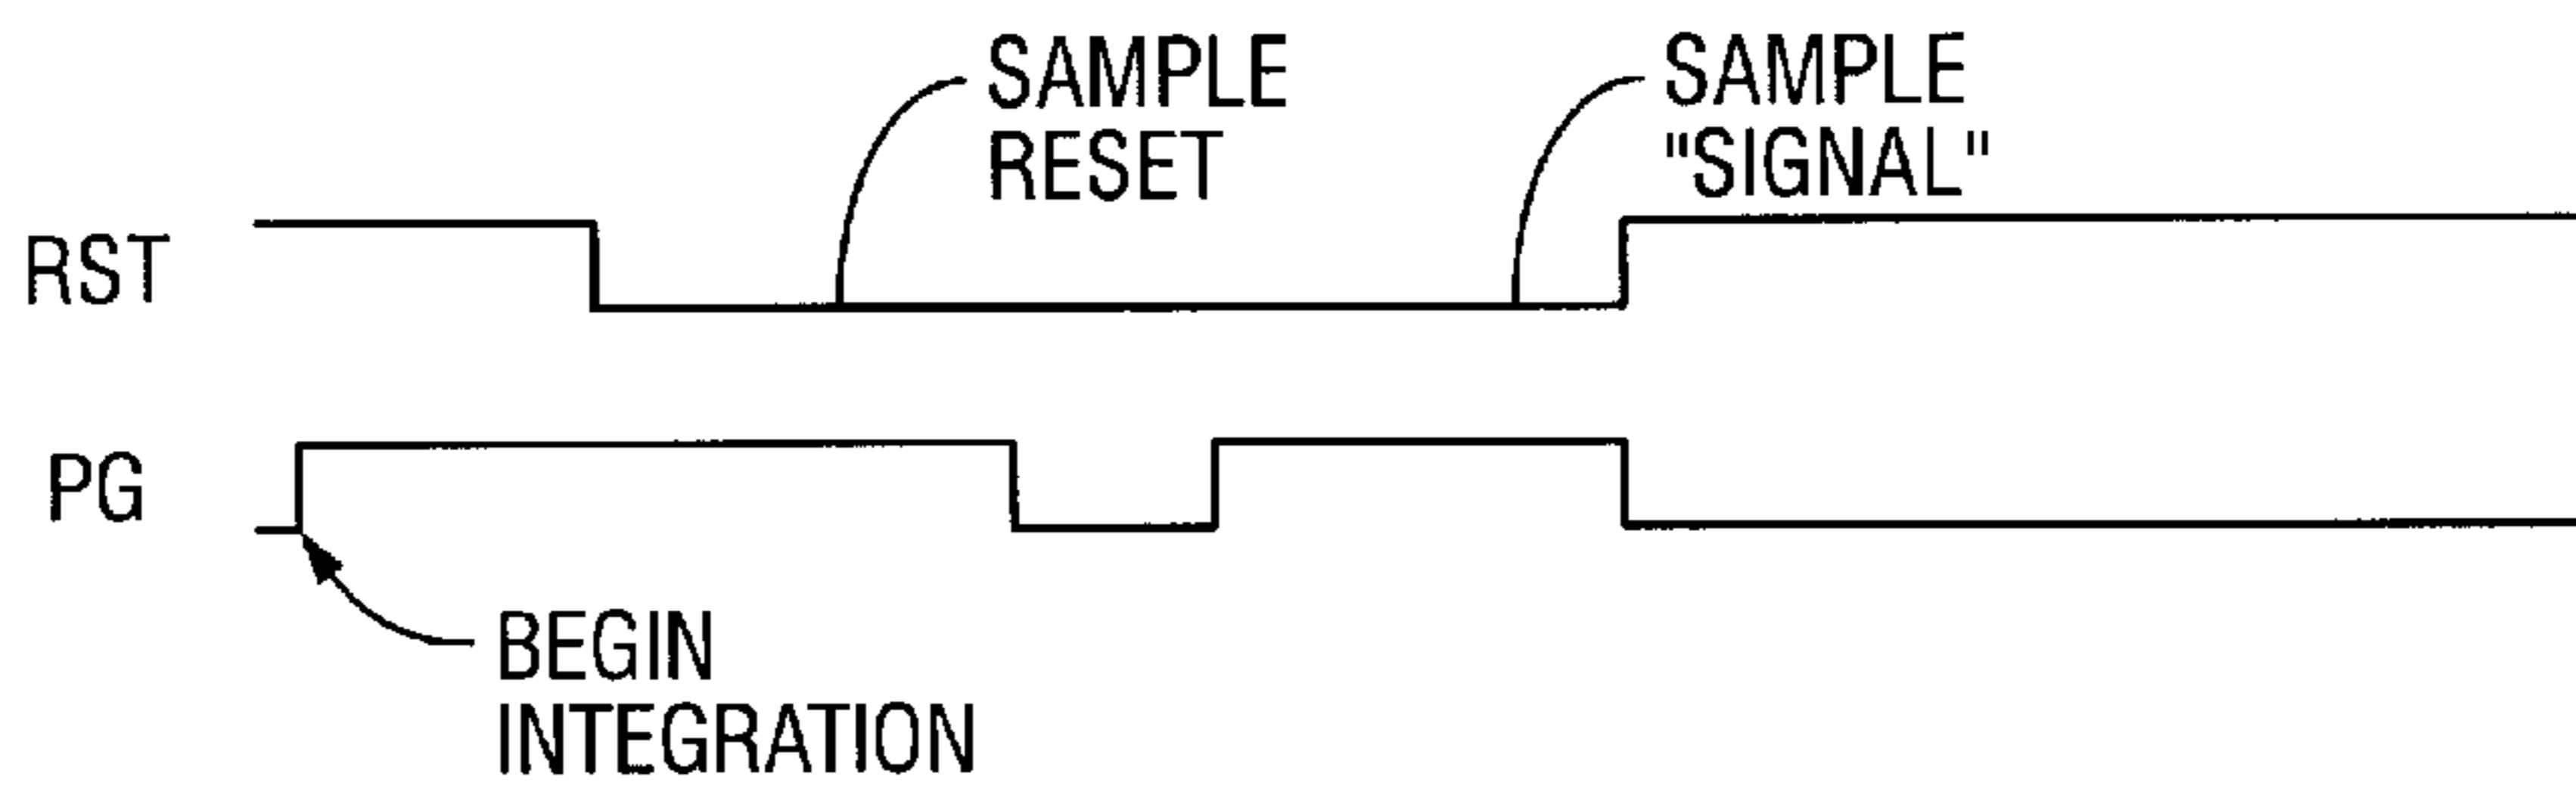 SAMPLE
RESET
SAMPLE
"SIGNAL"
RST
PG
BEGIN
INTEGRATION